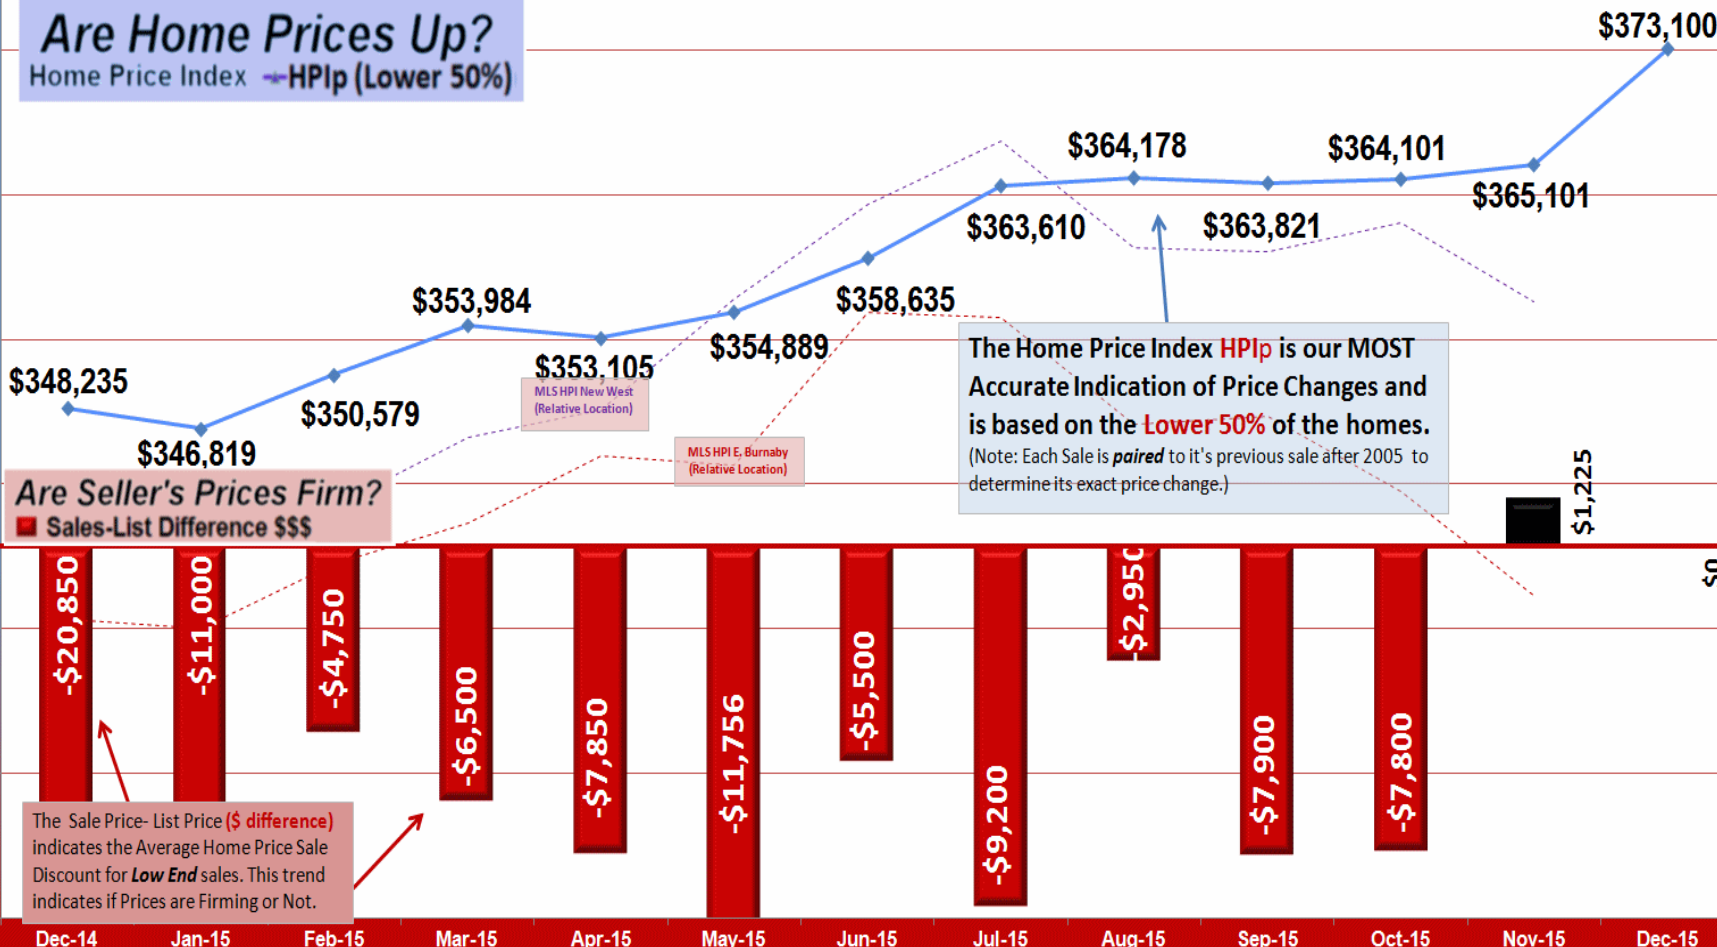 Are Home Prices Up?
Home Price Index HPIp (Lower 50%)
$373,100
$364,178
$364,101
$365,101
$363,610
$363,821
$358,635
$353,984
$354,889
$353,105
$348,235
$350,579
$346,819
MLS HPI New West
(Relative Location)
MLS HPI E. Burnaby
(Relative Location)
The Home Price Index HPIp is our MOST
Accurate Indication of Price Changes and
is based on the Lower 50% of the homes.
(Note: Each Sale is paired to it's previous sale after 2005 to
determine its exact price change.)
Are Seller's Prices Firm?
Sales-List Difference $$$
-$20,850
-$11,000
-$4,750
-$6,500
-$7,850
-$11,756
-$5,500
-$9,200
-$2,950
-$7,900
-$7,800
$1,225
$0
The Sale Price- List Price ($ difference)
indicates the Average Home Price Sale
Discount for Low End sales. This trend
indicates if Prices are Firming or Not.
Dec-14 Jan-15 Feb-15 Mar-15 Apr-15 May-15 Jun-15 Jul-15 Aug-15 Sep-15 Oct-15 Nov-15 Dec-15